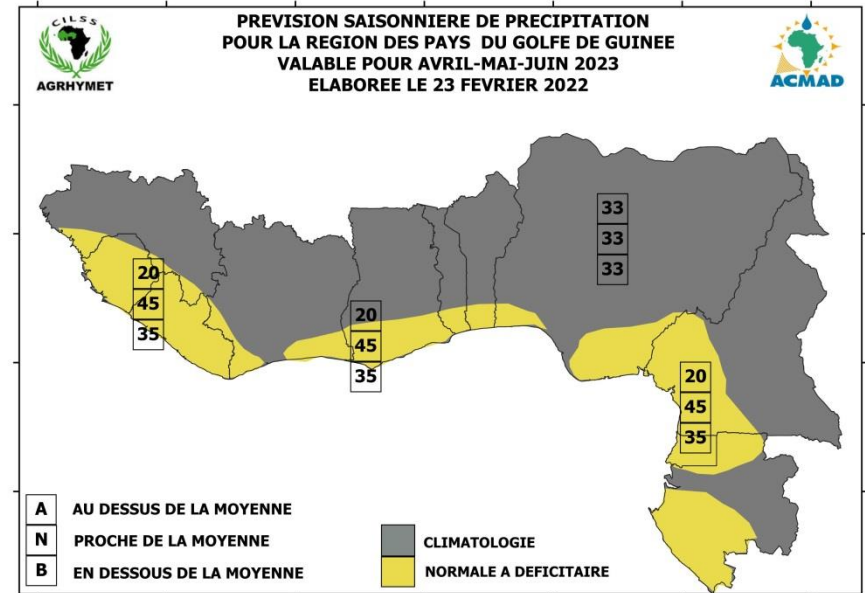 CILSS
AGRHYMET
PREVISION SAISONNIERE DE PRECIPITATION
POUR LA REGION DES PAYS DU GOLFE DE GUINEE
VALABLE POUR AVRIL-MAI-JUIN 2023
ELABOREE LE 23 FEVRIER 2022
ACMAD
33
33
33
20
45
35
20
45
35
20
45
35
A AU DESSUS DE LA MOYENNE
N PROCHE DE LA MOYENNE
B EN DESSOUS DE LA MOYENNE
CLIMATOLOGIE
NORMALE A DEFICITAIRE